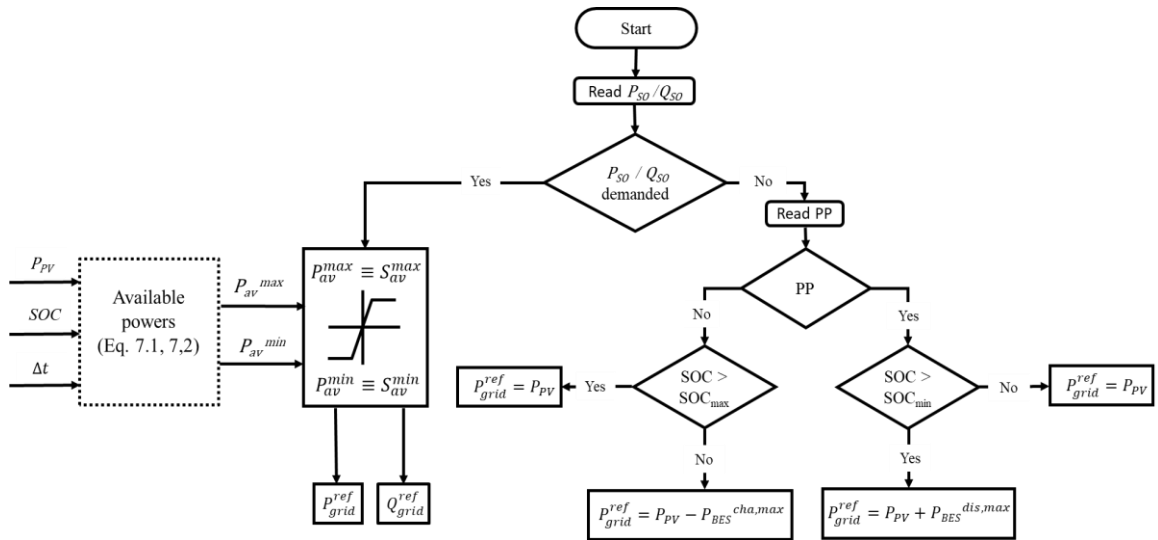 Start
Read P_SO / Q_SO
P_SO / Q_SO
demanded
Yes
No
Read PP
PP
No
Yes
P_PV
SOC
Δt
Available
powers
(Eq. 7.1, 7,2)
P_av^max
P_av^min
P_av^max ≡ S_av^max
P_av^min ≡ S_av^min
P_grid^ref
Q_grid^ref
SOC >
SOC_max
Yes
P_grid^ref = P_PV
No
P_grid^ref = P_PV − P_BES^cha,max
SOC >
SOC_min
No
P_grid^ref = P_PV
Yes
P_grid^ref = P_PV + P_BES^dis,max